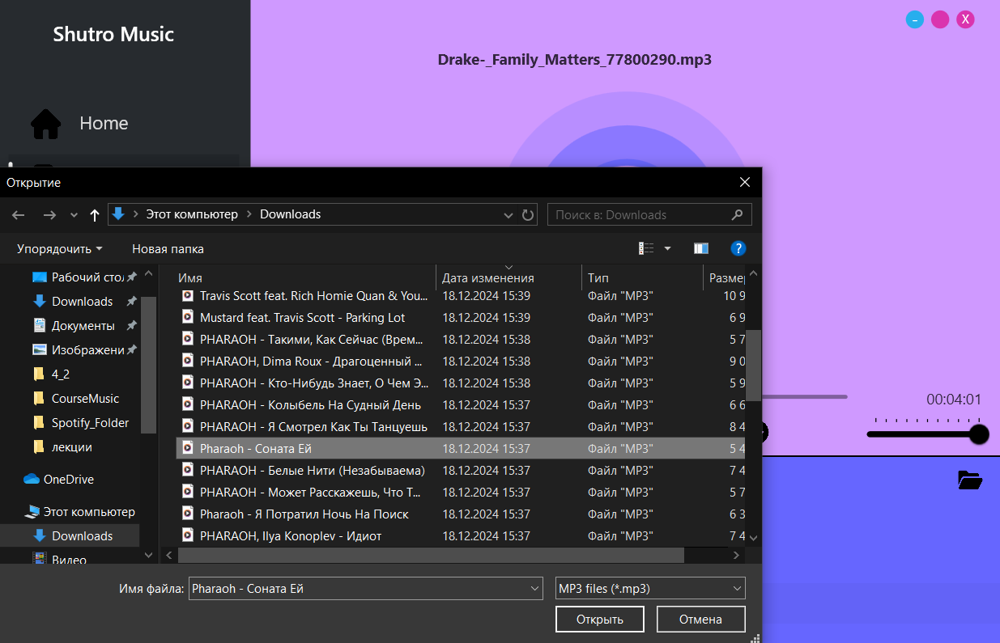 Shutro Music
– X
Drake-_Family_Matters_77800290.mp3
Home
Открытие
Этот компьютер > Downloads
Поиск в: Downloads
Упорядочить
Новая папка
?
Имя Дата изменения Тип Размер
Рабочий стол
Downloads
Документы
Изображени
4_2
CourseMusic
Spotify_Folder
лекции
OneDrive
Этот компьютер
Downloads
Видео
Travis Scott feat. Rich Homie Quan & You... 18.12.2024 15:39 Файл "MP3" 10 9
Mustard feat. Travis Scott - Parking Lot 18.12.2024 15:39 Файл "MP3" 6 9
PHARAOH - Такими, Как Сейчас (Врем... 18.12.2024 15:38 Файл "MP3" 5 7
PHARAOH, Dima Roux - Драгоценный ... 18.12.2024 15:38 Файл "MP3" 9 0
PHARAOH - Кто-Нибудь Знает, О Чем Э... 18.12.2024 15:38 Файл "MP3" 5 9
PHARAOH - Колыбель На Судный День 18.12.2024 15:37 Файл "MP3" 6 6
PHARAOH - Я Смотрел Как Ты Танцуешь 18.12.2024 15:37 Файл "MP3" 8 4
Pharaoh - Соната Ей 18.12.2024 15:37 Файл "MP3" 5 4
PHARAOH - Белые Нити (Незабываема) 18.12.2024 15:37 Файл "MP3" 7 4
PHARAOH - Может Расскажешь, Что Т... 18.12.2024 15:37 Файл "MP3" 5 7
Pharaoh - Я Потратил Ночь На Поиск 18.12.2024 15:37 Файл "MP3" 6 3
PHARAOH, Ilya Konoplev - Идиот 18.12.2024 15:37 Файл "MP3" 7 4
00:04:01
Имя файла: Pharaoh - Соната Ей
MP3 files (*.mp3)
Открыть
Отмена